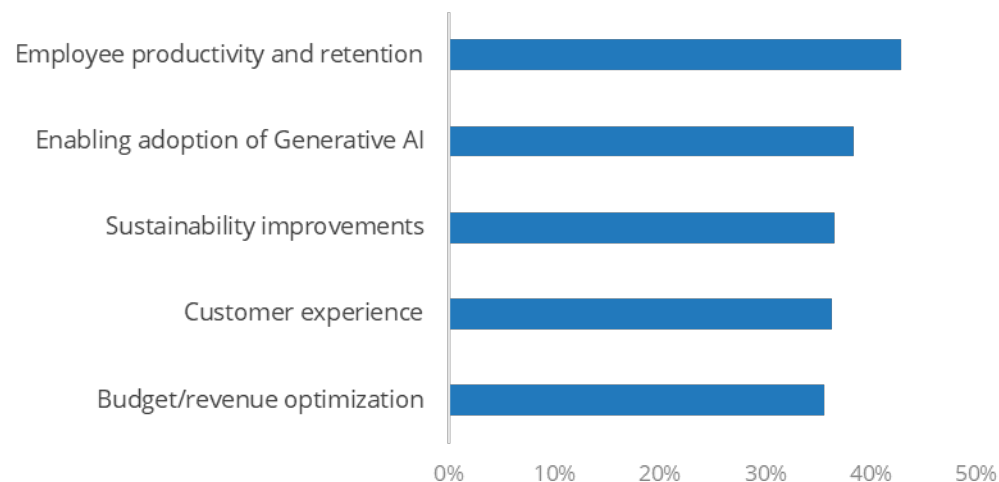 Employee productivity and retention
Enabling adoption of Generative AI
Sustainability improvements
Customer experience
Budget/revenue optimization
0% 10% 20% 30% 40% 50%